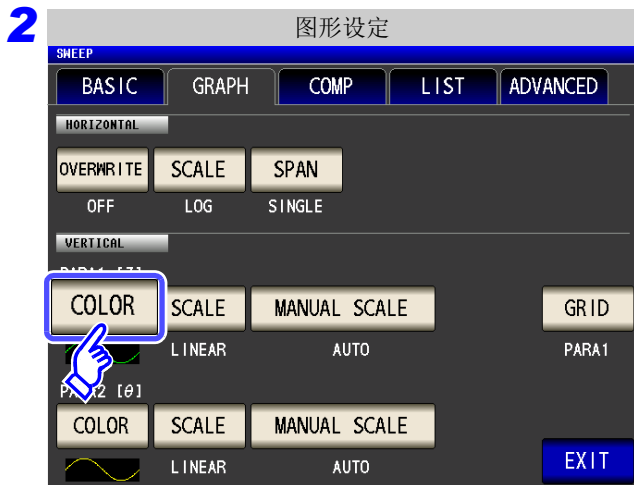 2
图形设定
SWEEP
BASIC GRAPH COMP LIST ADVANCED
HORIZONTAL
OVERWRITE SCALE SPAN
OFF LOG SINGLE
VERTICAL
COLOR SCALE MANUAL SCALE GRID
LINEAR AUTO PARA1
[θ]
COLOR SCALE MANUAL SCALE EXIT
LINEAR AUTO